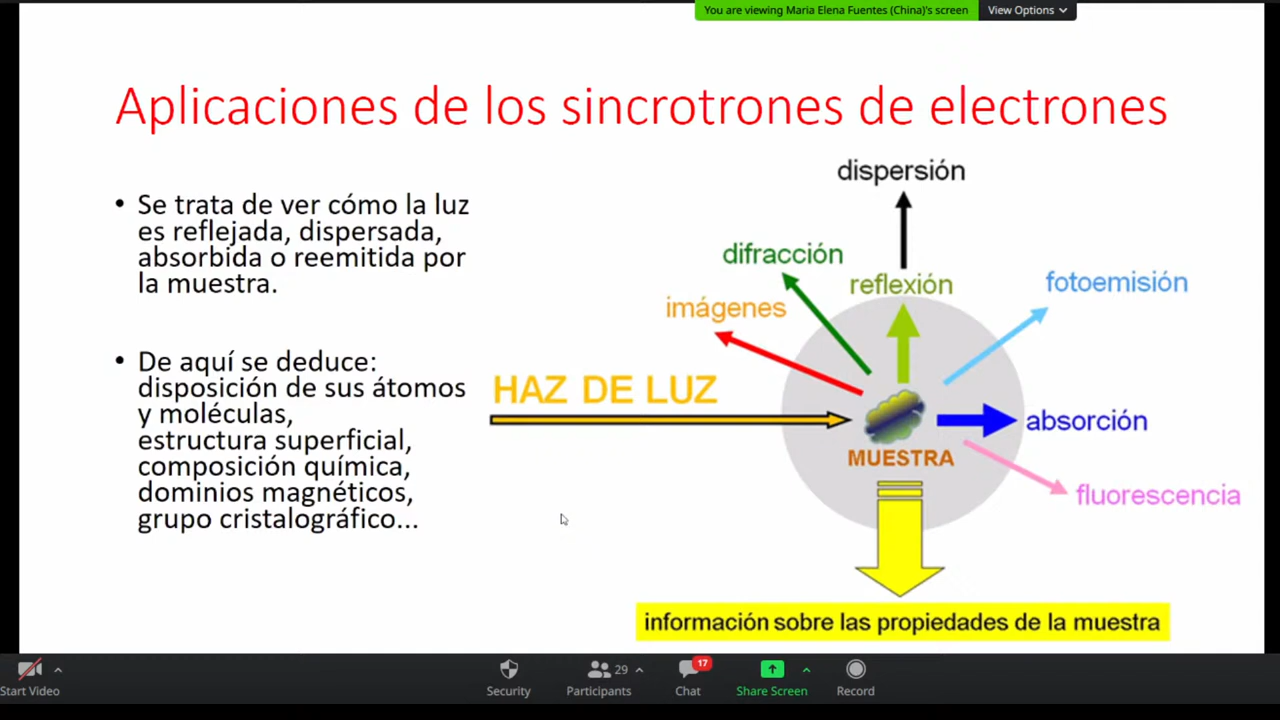 You are viewing Maria Elena Fuentes (China)'s screen
View Options
Aplicaciones de los sincrotrones de electrones
• Se trata de ver cómo la luz
es reflejada, dispersada,
absorbida o reemitida por
la muestra.
• De aquí se deduce:
disposición de sus átomos
y moléculas,
estructura superficial,
composición química,
dominios magnéticos,
grupo cristalográfico...
dispersión
difracción
reflexión
fotoemisión
imágenes
HAZ DE LUZ
absorción
MUESTRA
fluorescencia
información sobre las propiedades de la muestra
Start Video
Security
29
Participants
17
Chat
Share Screen
Record